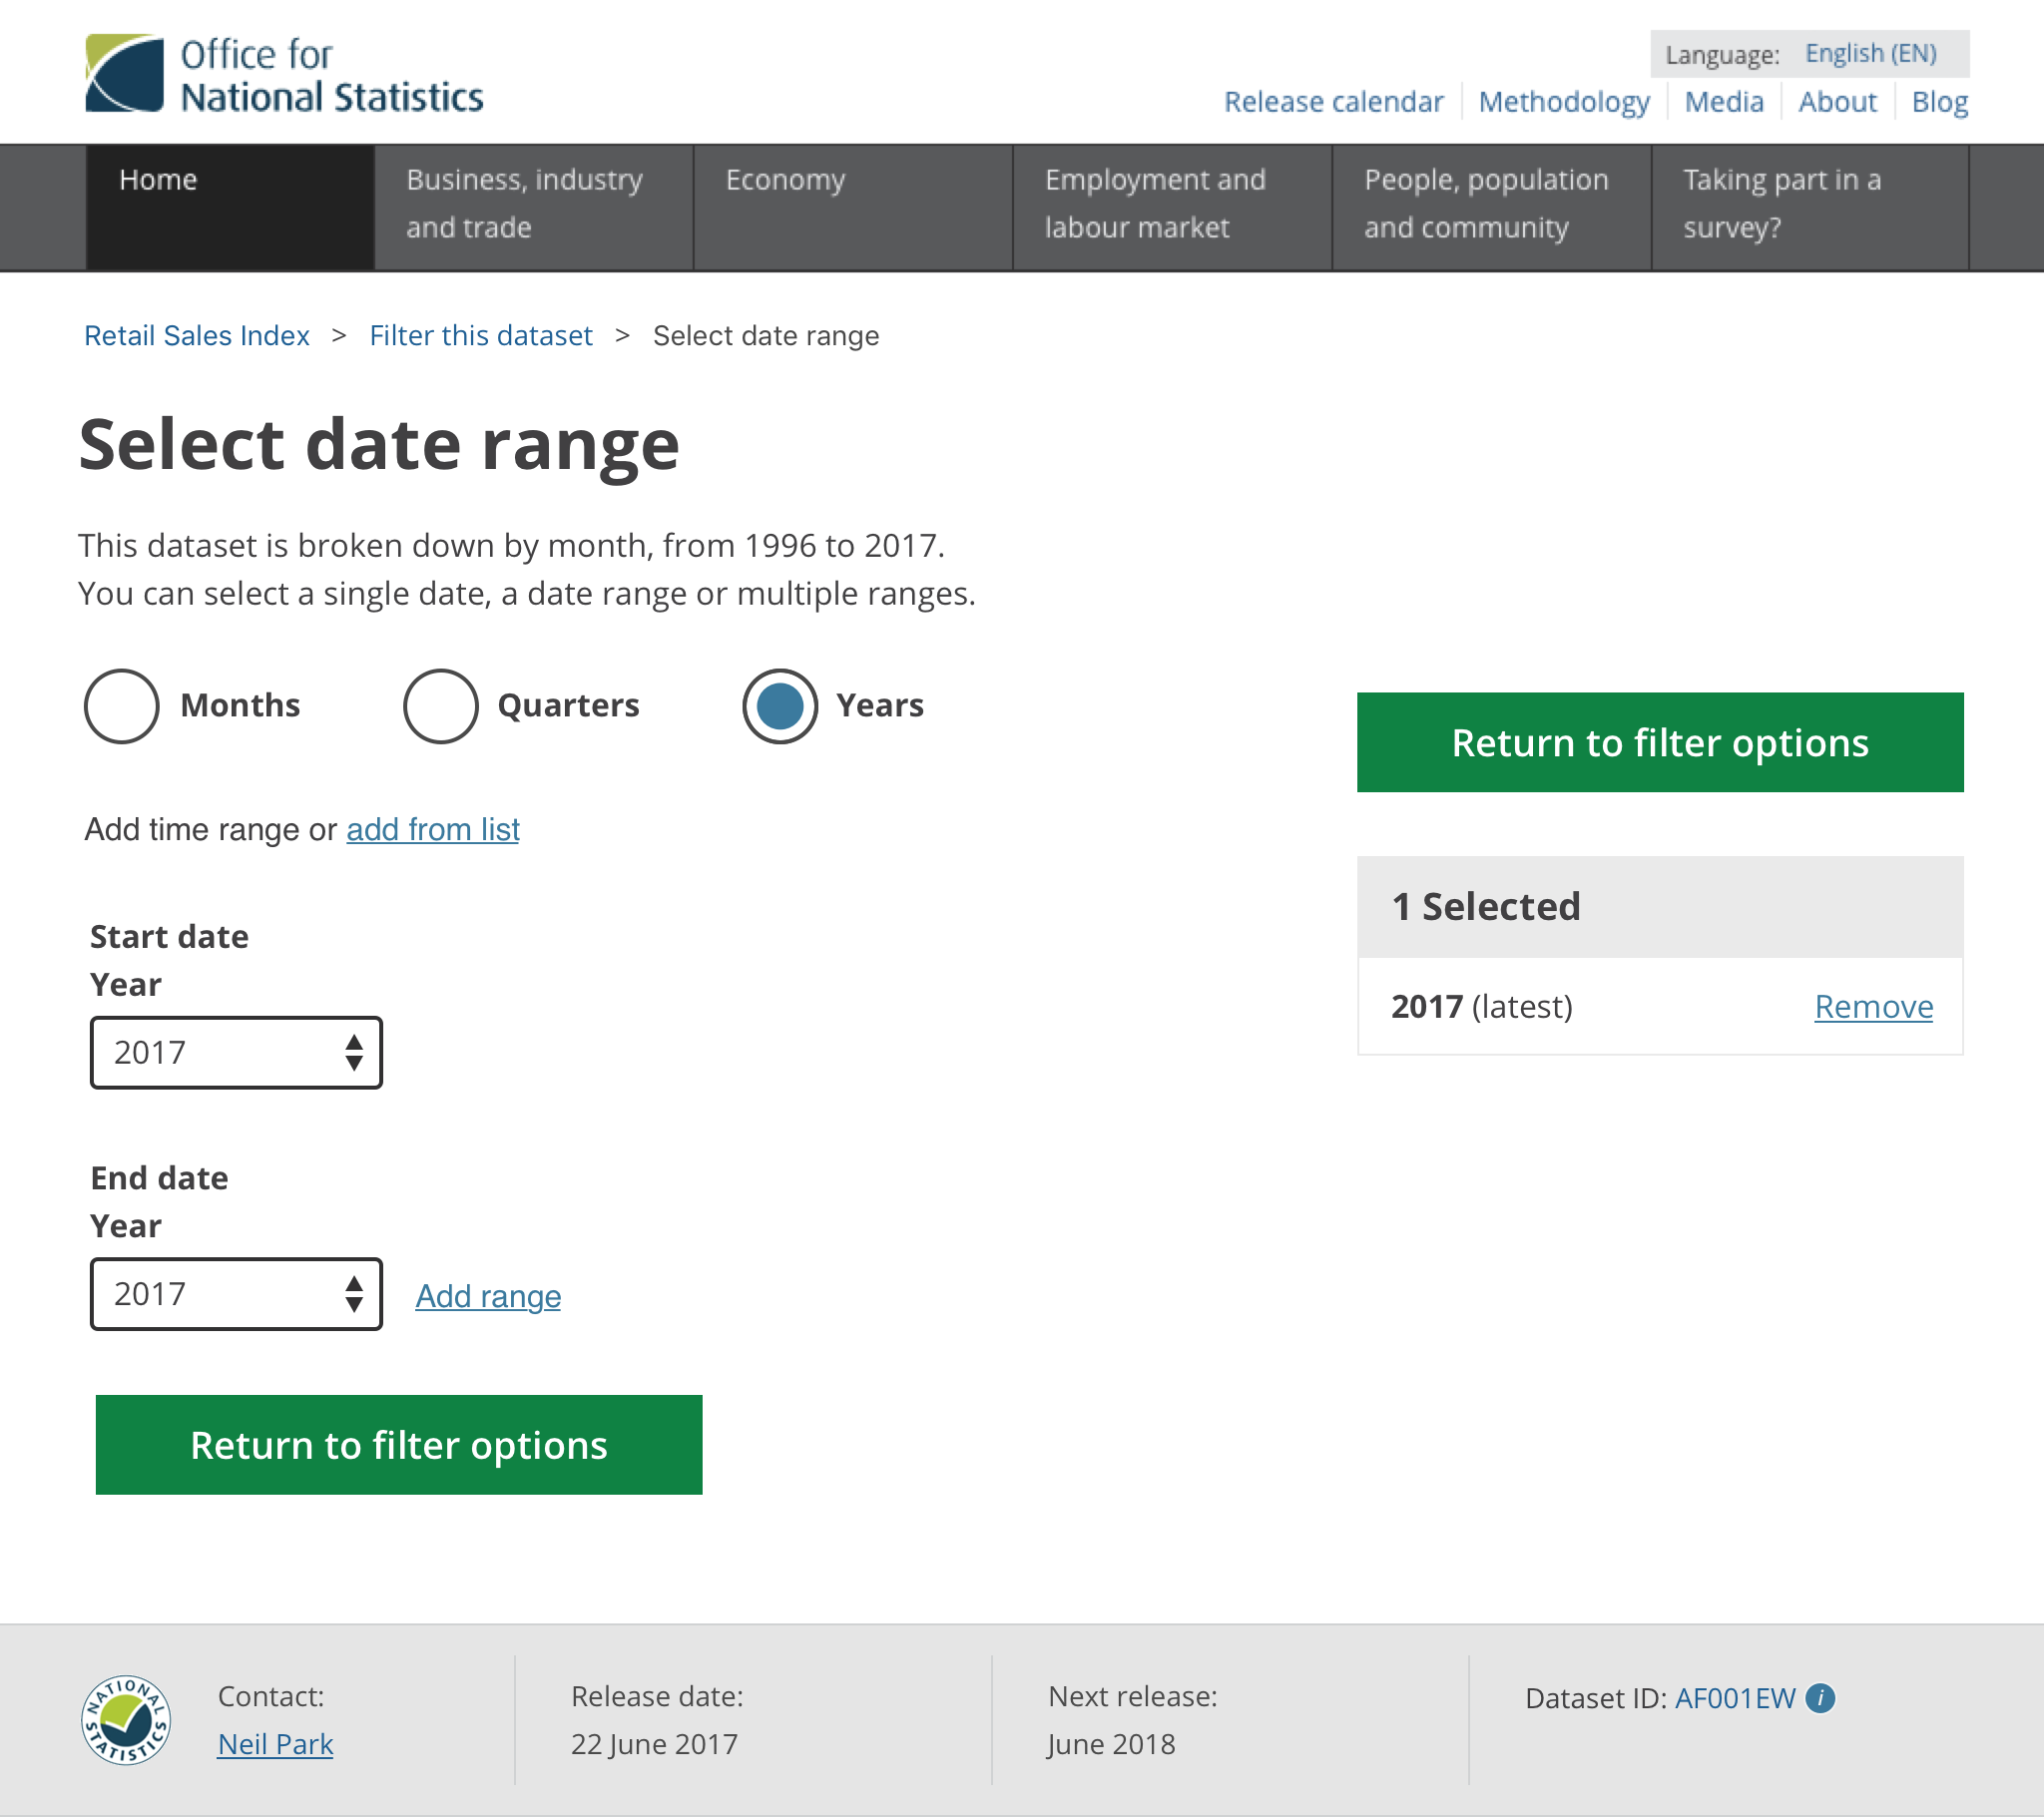 Office for
National Statistics
Language: English (EN)
Release calendar Methodology Media About Blog
Home
Business, industry
and trade
Economy
Employment and
labour market
People, population
and community
Taking part in a
survey?
Retail Sales Index > Filter this dataset > Select date range
Select date range
This dataset is broken down by month, from 1996 to 2017.
You can select a single date, a date range or multiple ranges.
Months Quarters Years
Return to filter options
Add time range or add from list
1 Selected
2017 (latest) Remove
Start date
Year
2017
End date
Year
2017
Add range
Return to filter options
NATIONAL STATISTICS
Contact:
Neil Park
Release date:
22 June 2017
Next release:
June 2018
Dataset ID: AF001EW i